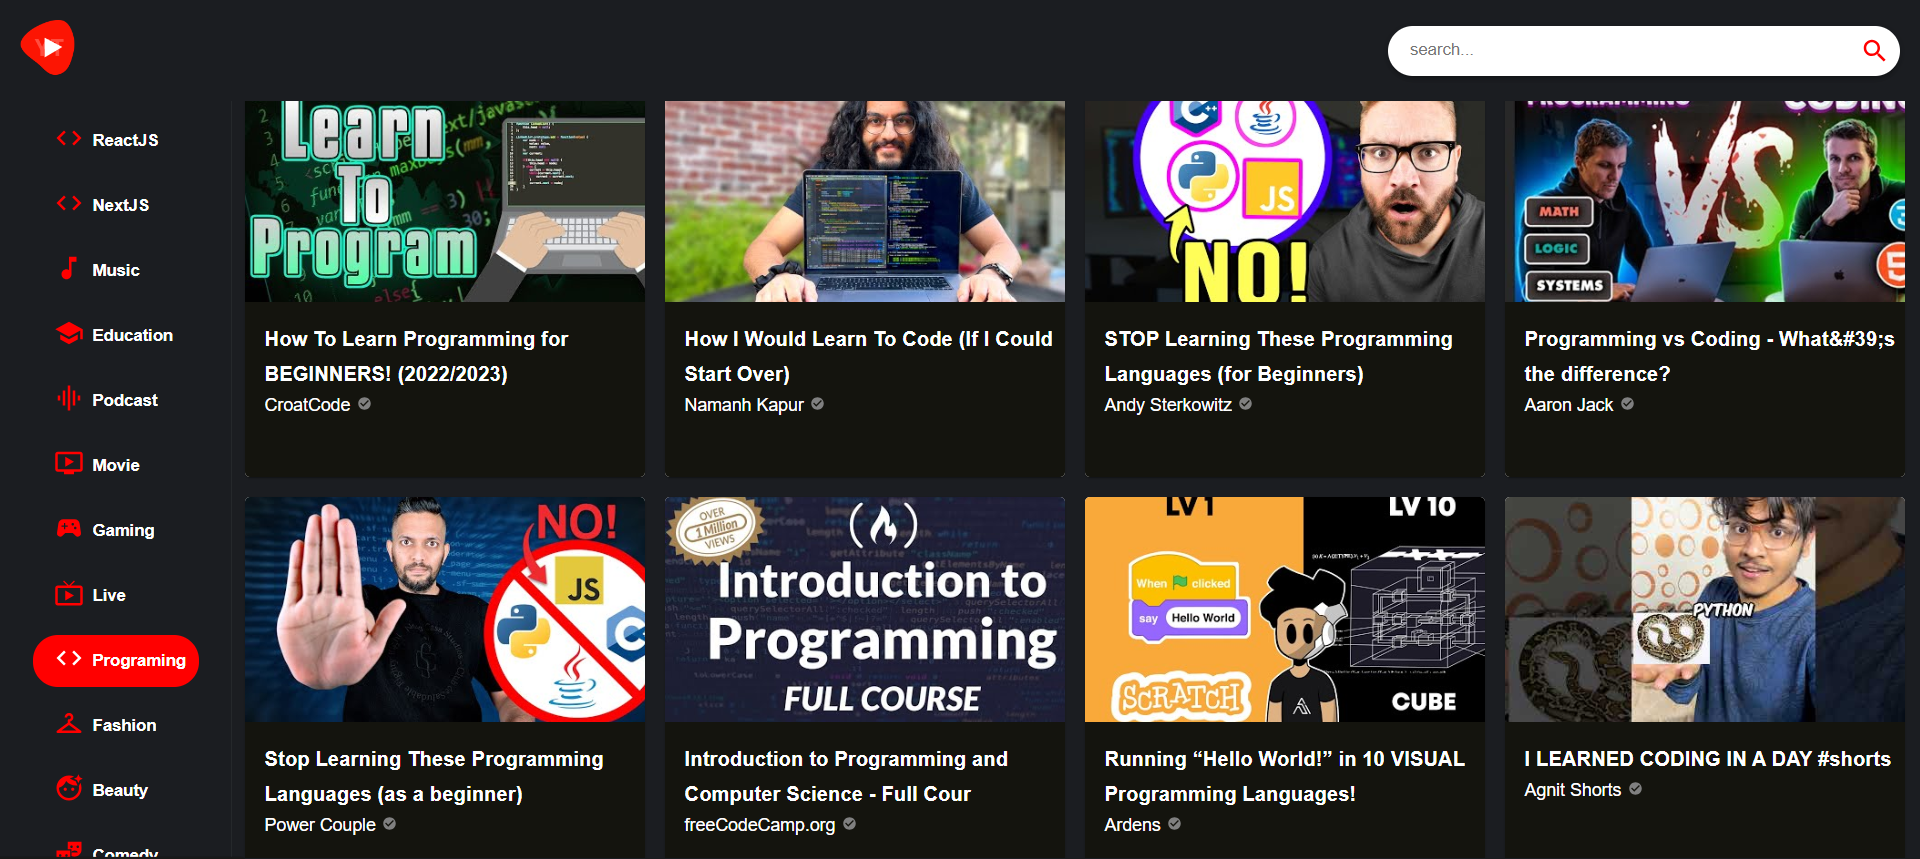 YT
search...
ReactJS
NextJS
Music
Education
Podcast
Movie
Gaming
Live
Programing
Fashion
Beauty
Comedy
Learn
To
Program
C++
JS
NO!
PROGRAMMING
CODING
VS
MATH
LOGIC
SYSTEMS
3
5
How To Learn Programming for
BEGINNERS! (2022/2023)
CroatCode
How I Would Learn To Code (If I Could
Start Over)
Namanh Kapur
STOP Learning These Programming
Languages (for Beginners)
Andy Sterkowitz
Programming vs Coding - What&#39;s
the difference?
Aaron Jack
NO!
JS
OVER
1 Million
VIEWS
Introduction to
Programming
FULL COURSE
LV 1
LV 10
When clicked
say Hello World
SCRATCH
CUBE
PYTHON
Stop Learning These Programming
Languages (as a beginner)
Power Couple
Introduction to Programming and
Computer Science - Full Cour
freeCodeCamp.org
Running “Hello World!” in 10 VISUAL
Programming Languages!
Ardens
I LEARNED CODING IN A DAY #shorts
Agnit Shorts